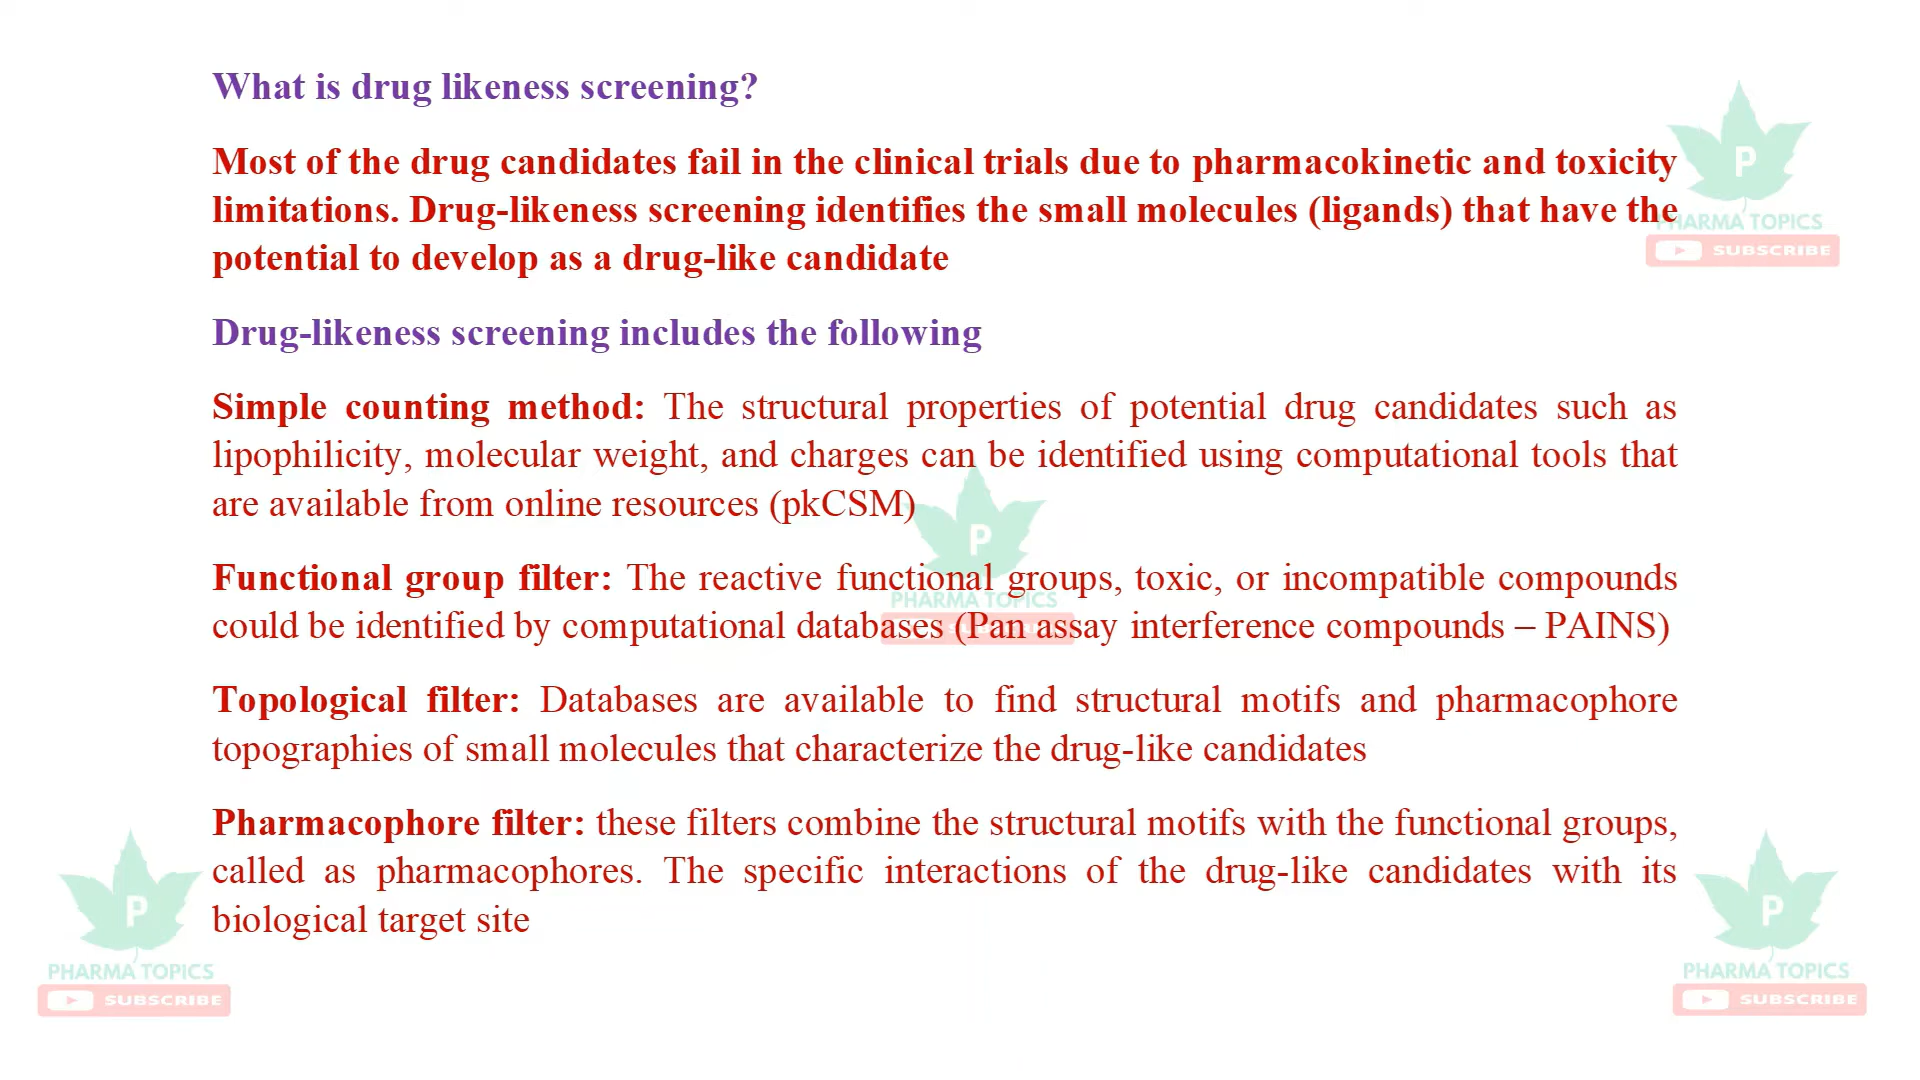 What is drug likeness screening?
Most of the drug candidates fail in the clinical trials due to pharmacokinetic and toxicity
limitations. Drug-likeness screening identifies the small molecules (ligands) that have the
potential to develop as a drug-like candidate
Drug-likeness screening includes the following
Simple counting method: The structural properties of potential drug candidates such as
lipophilicity, molecular weight, and charges can be identified using computational tools that
are available from online resources (pkCSM)
Functional group filter: The reactive functional groups, toxic, or incompatible compounds
could be identified by computational databases (Pan assay interference compounds – PAINS)
Topological filter: Databases are available to find structural motifs and pharmacophore
topographies of small molecules that characterize the drug-like candidates
Pharmacophore filter: these filters combine the structural motifs with the functional groups,
called as pharmacophores. The specific interactions of the drug-like candidates with its
biological target site
P
PHARMA TOPICS
SUBSCRIBE
P
PHARMA TOPICS
P
PHARMA TOPICS
SUBSCRIBE
P
PHARMA TOPICS
SUBSCRIBE